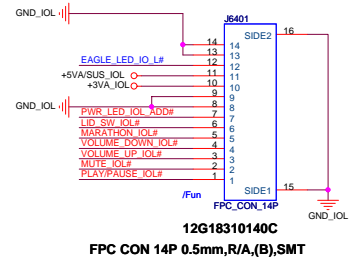 J6401
GND_IOL
SIDE2 16
14 14
13 13
EAGLE_LED_IO_L# 12 12
+5VA/SUS_IOL 11 11
+3VA_IOL 10 10
9 9
GND_IOL 8 8
PWR_LED_IOL_ADD# 7 7
LID_SW_IOL# 6 6
MARATHON_IOL# 5 5
VOLUME_DOWN_IOL# 4 4
VOLUME_UP_IOL# 3 3
MUTE_IOL# 2 2
PLAY/PAUSE_IOL# 1 1
SIDE1 15
/Fun
FPC_CON_14P
GND_IOL
12G18310140C
FPC CON 14P 0.5mm,R/A,(B),SMT